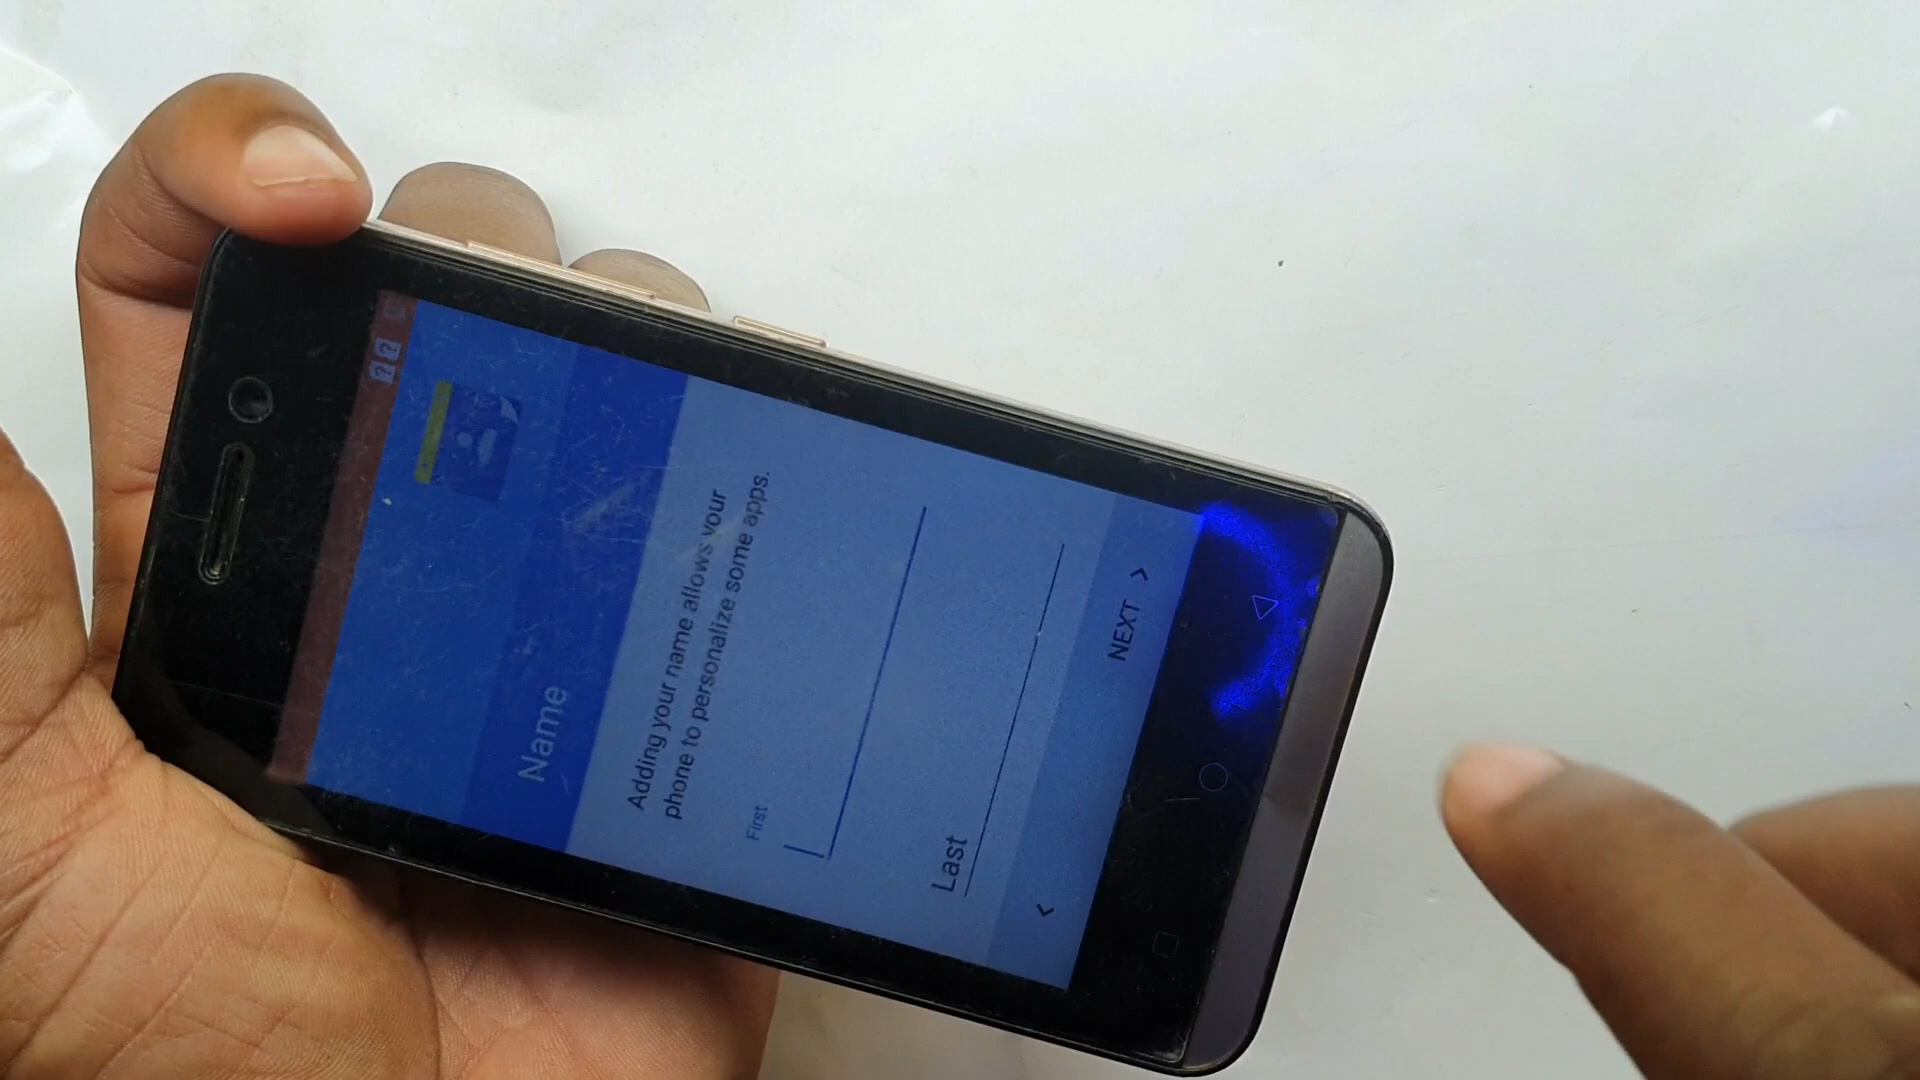 ? ?
Name
Adding your name allows your
phone to personalize some apps.
First
Last
< NEXT >